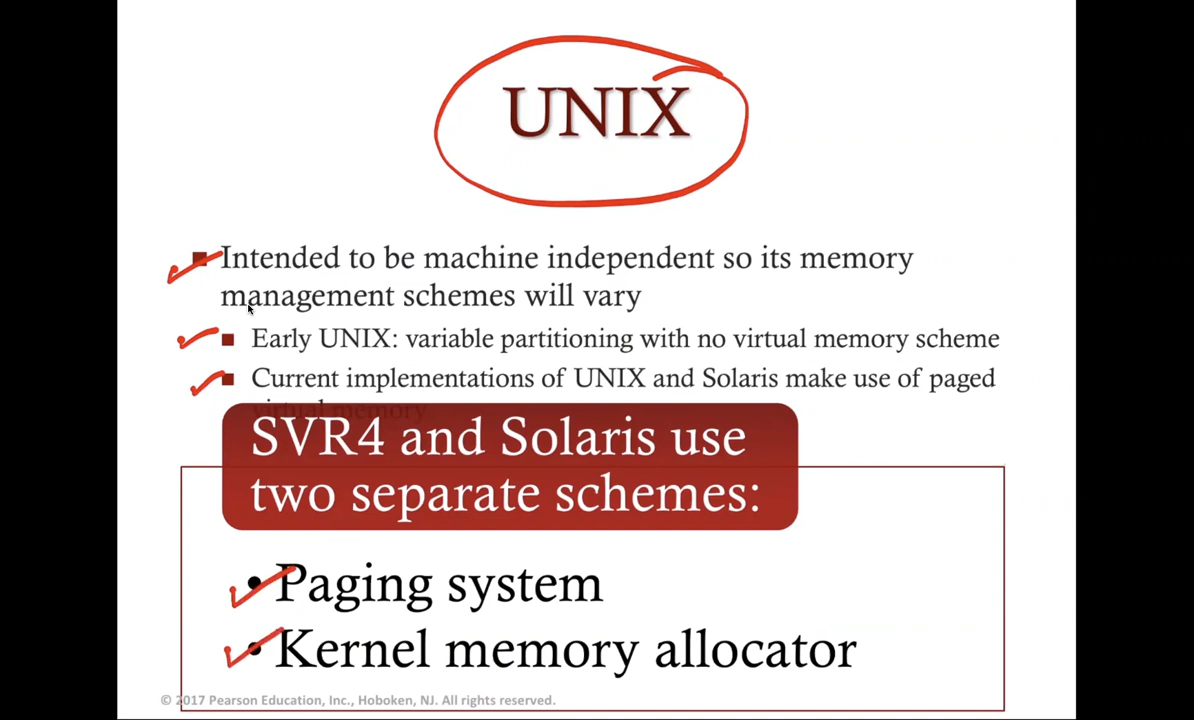 UNIX
Intended to be machine independent so its memory
management schemes will vary
Early UNIX: variable partitioning with no virtual memory scheme
Current implementations of UNIX and Solaris make use of paged
virtual memory
SVR4 and Solaris use
two separate schemes:
• Paging system
• Kernel memory allocator
© 2017 Pearson Education, Inc., Hoboken, NJ. All rights reserved.